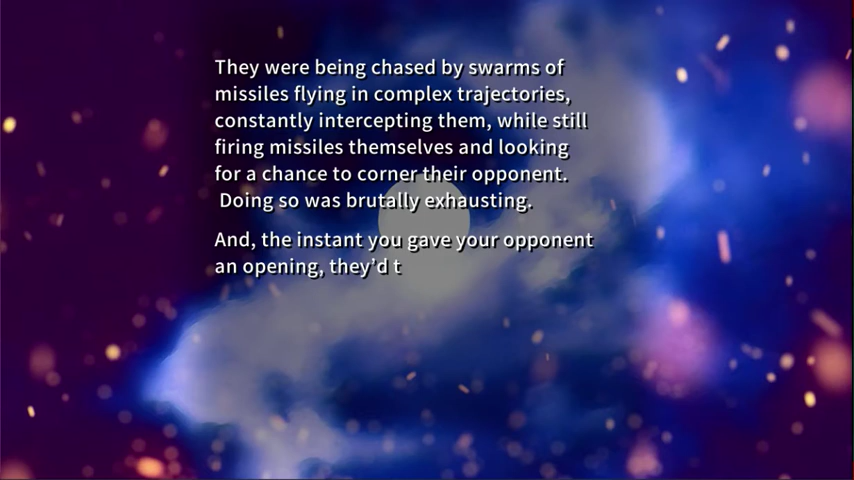 They were being chased by swarms of
missiles flying in complex trajectories,
constantly intercepting them, while still
firing missiles themselves and looking
for a chance to corner their opponent.
Doing so was brutally exhausting.
And, the instant you gave your opponent
an opening, they’d t